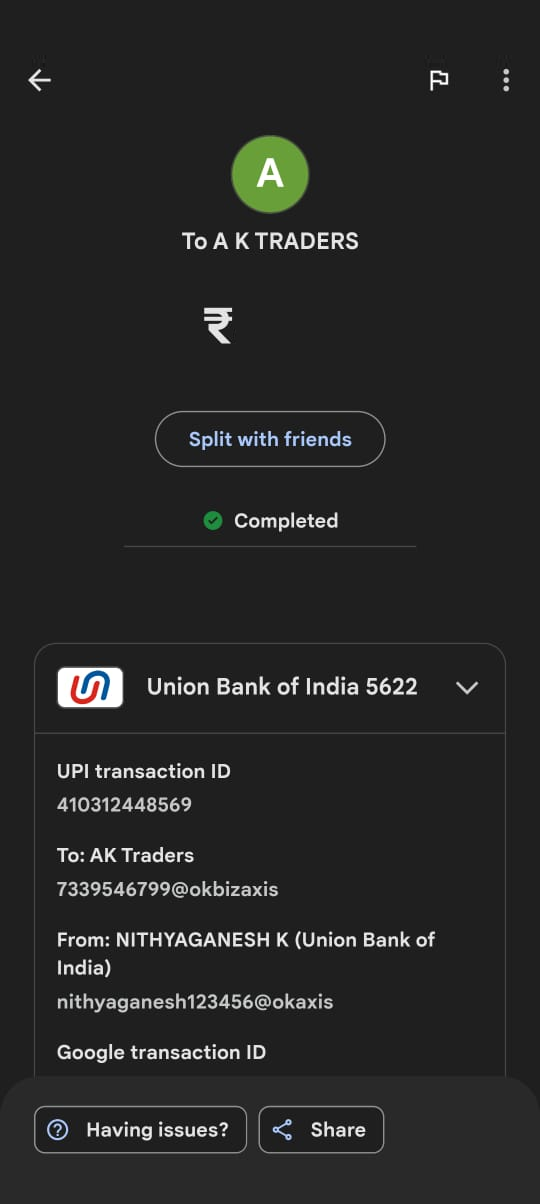 A
To A K TRADERS
₹
Split with friends
Completed
Union Bank of India 5622
UPI transaction ID
410312448569
To: AK Traders
7339546799@okbizaxis
From: NITHYAGANESH K (Union Bank of
India)
nithyaganesh123456@okaxis
Google transaction ID
Having issues?
Share